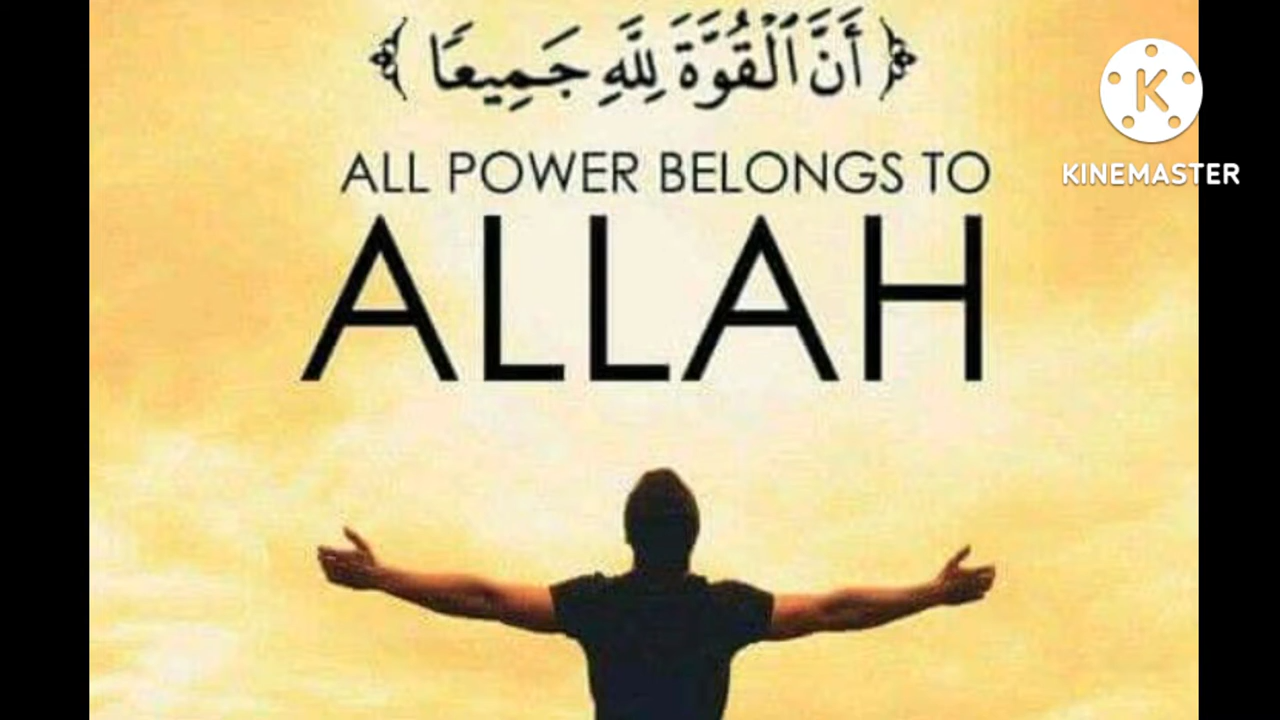 ﴿ أَنَّ ٱلْقُوَّةَ لِلَّهِ جَمِيعًا ﴾
ALL POWER BELONGS TO
ALLAH
K
KINEMASTER